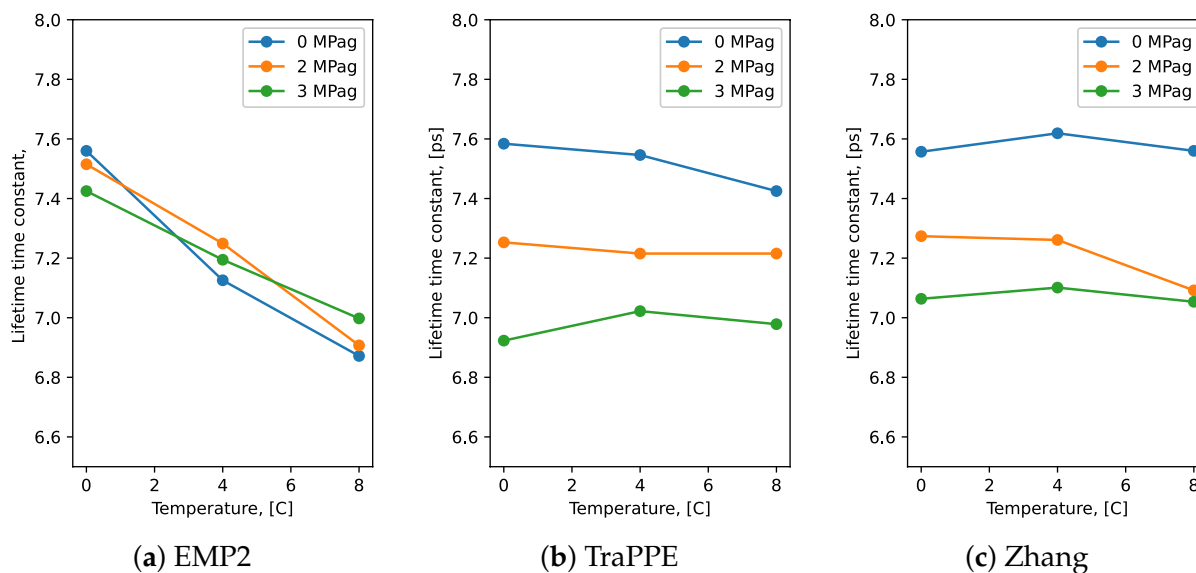 8.0
7.8
7.6
7.4
7.2
7.0
6.8
6.6
Lifetime time constant,
0 MPag
2 MPag
3 MPag
0 2 4 6 8
Temperature, [C]
(a) EMP2
8.0
7.8
7.6
7.4
7.2
7.0
6.8
6.6
Lifetime time constant, [ps]
0 MPag
2 MPag
3 MPag
0 2 4 6 8
Temperature, [C]
(b) TraPPE
8.0
7.8
7.6
7.4
7.2
7.0
6.8
6.6
Lifetime time constant, [ps]
0 MPag
2 MPag
3 MPag
0 2 4 6 8
Temperature, [C]
(c) Zhang